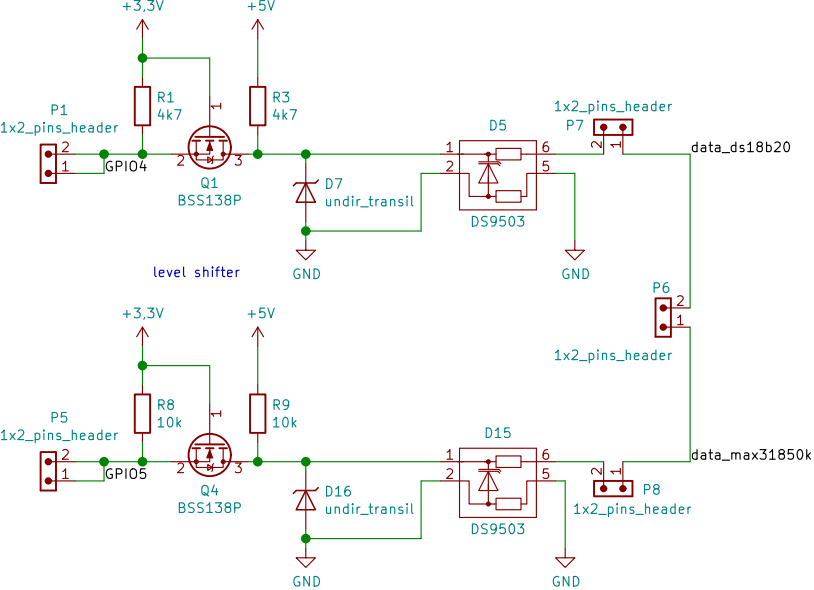 +3,3V
+5V
P1
1x2_pins_header
2
1
GPIO4
R1
4k7
1
2
3
Q1
BSS138P
R3
4k7
D7
undir_transil
GND
D5
1
2
6
5
DS9503
GND
1x2_pins_header
P7
2
1
data_ds18b20
level shifter
P6
2
1
1x2_pins_header
+3,3V
+5V
P5
1x2_pins_header
2
1
GPIO5
R8
10k
1
2
3
Q4
BSS138P
R9
10k
D16
undir_transil
GND
D15
1
2
6
5
DS9503
GND
2
1
P8
1x2_pins_header
data_max31850k